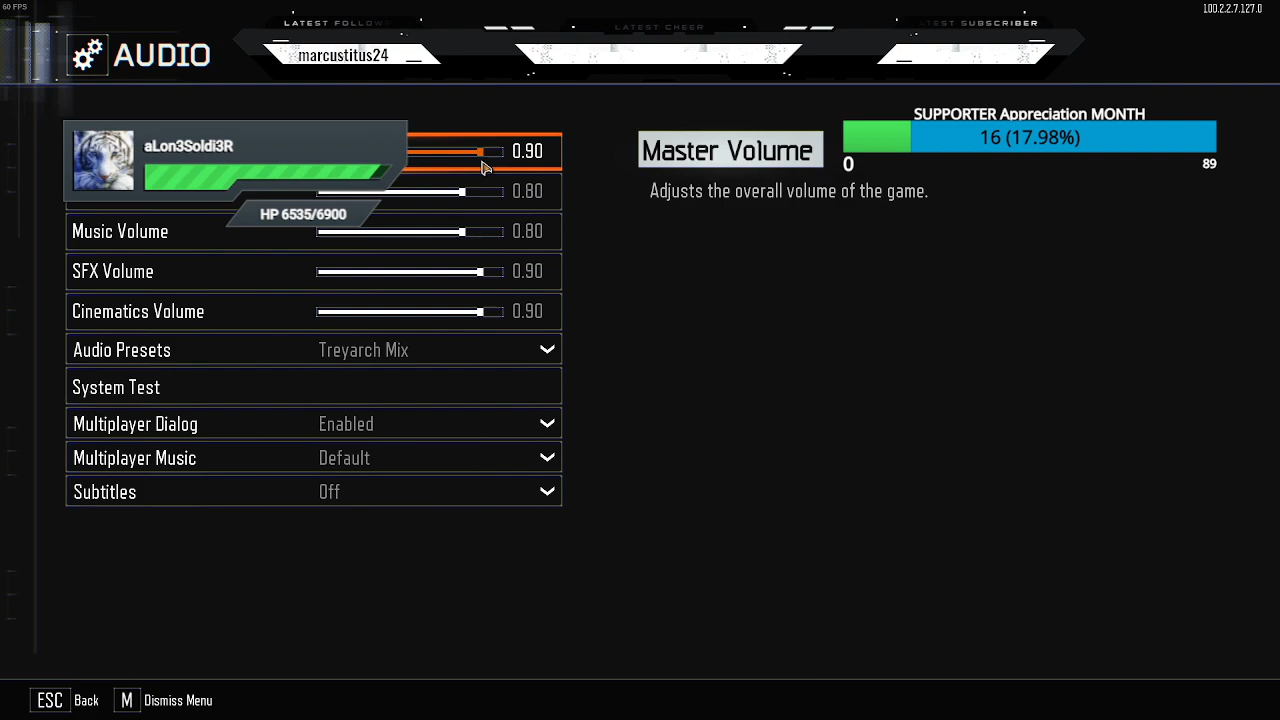 60 FPS
100.2.2.7.127.0
LATEST FOLLOW
LATEST CHEER
ATEST SUBSCRIBER
AUDIO
marcustitus24
SUPPORTER Appreciation MONTH
16 (17.98%)
0
89
aLon3Soldi3R
HP 6535/6900
0.90
Master Volume
Adjusts the overall volume of the game.
0.80
Music Volume 0.80
SFX Volume 0.90
Cinematics Volume 0.90
Audio Presets Treyarch Mix
System Test
Multiplayer Dialog Enabled
Multiplayer Music Default
Subtitles Off
ESC Back M Dismiss Menu